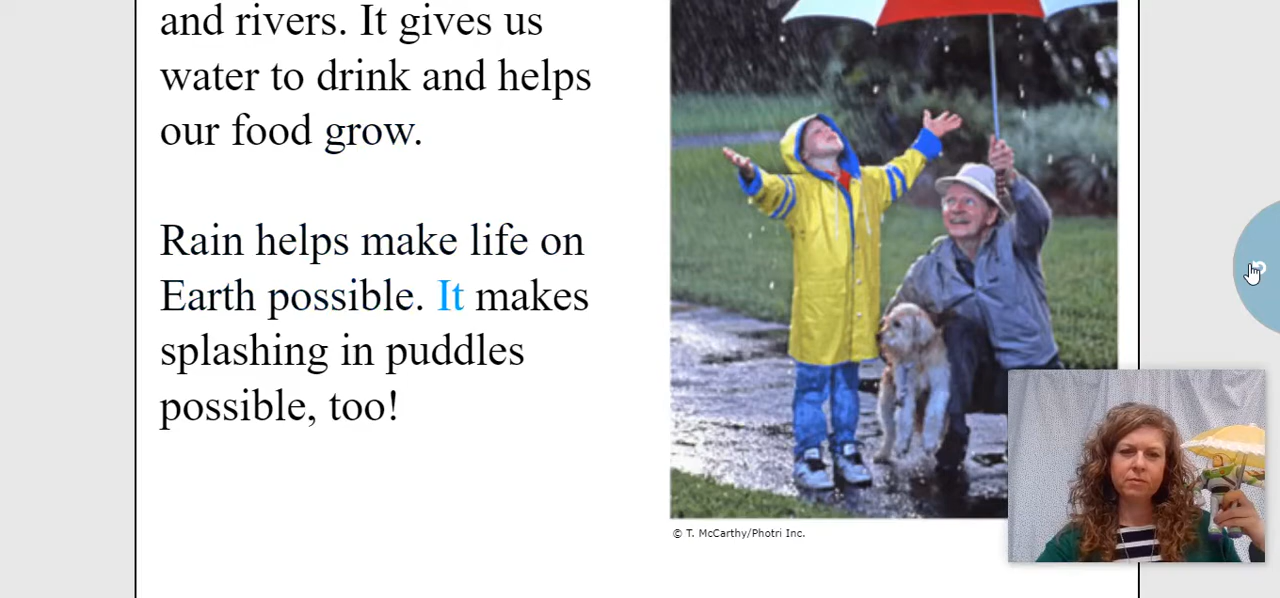 and rivers. It gives us
water to drink and helps
our food grow.
Rain helps make life on
Earth possible. It makes
splashing in puddles
possible, too!
© T. McCarthy/Photri Inc.